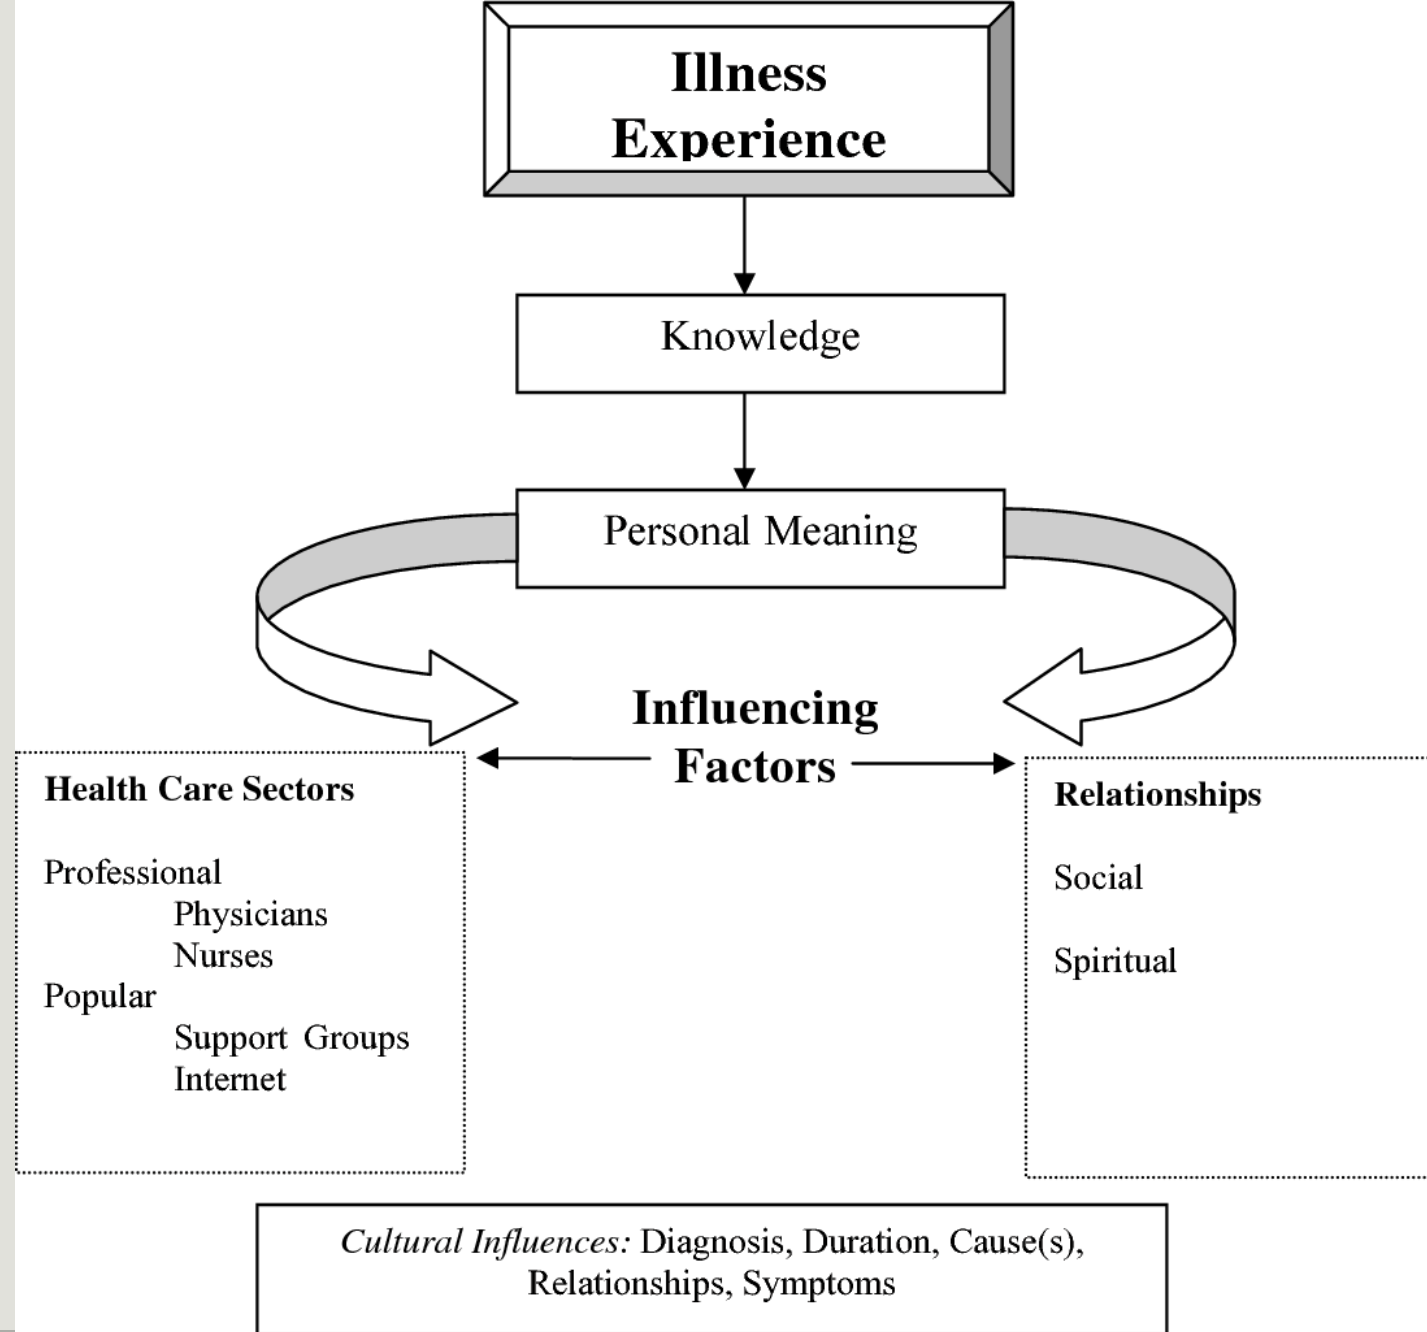 Illness
Experience
Knowledge
Personal Meaning
Influencing
Factors
Health Care Sectors
Professional
Physicians
Nurses
Popular
Support Groups
Internet
Relationships
Social
Spiritual
Cultural Influences: Diagnosis, Duration, Cause(s),
Relationships, Symptoms